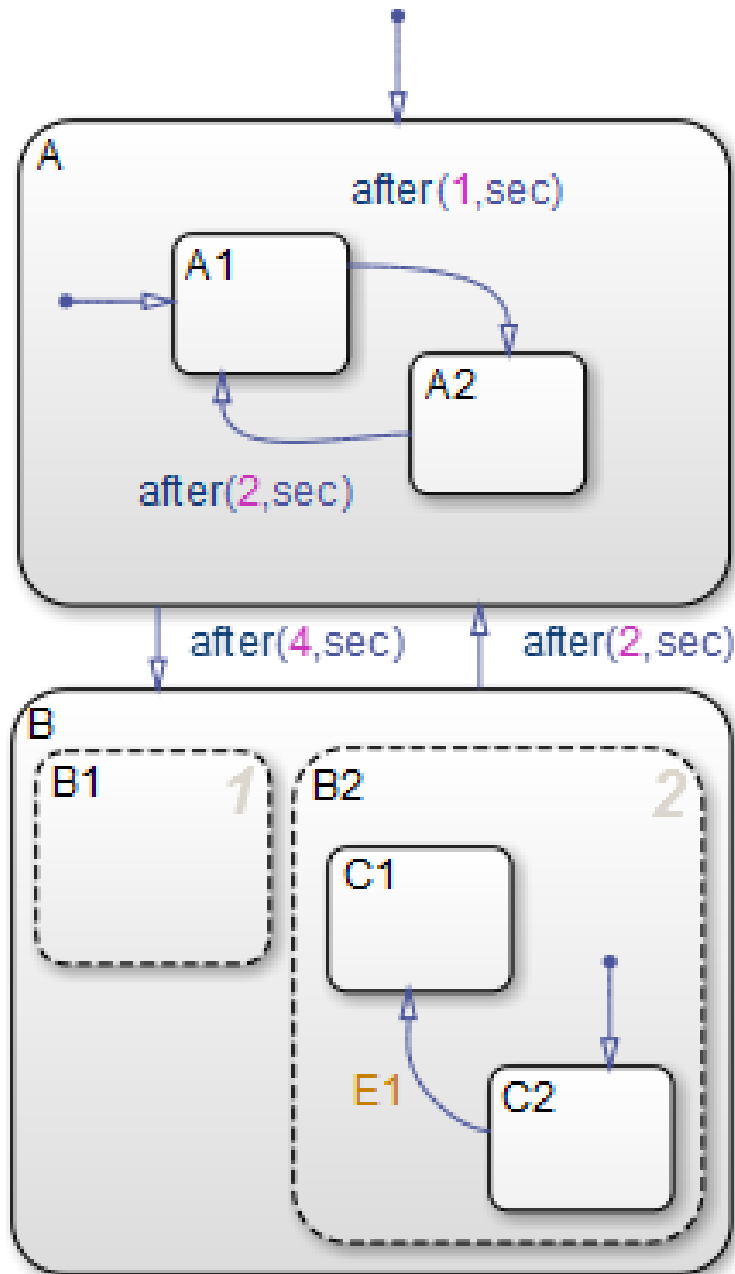 A
after(1,sec)
A1
A2
after(2,sec)
after(4,sec)
after(2,sec)
B
B1
1
B2
2
C1
E1
C2